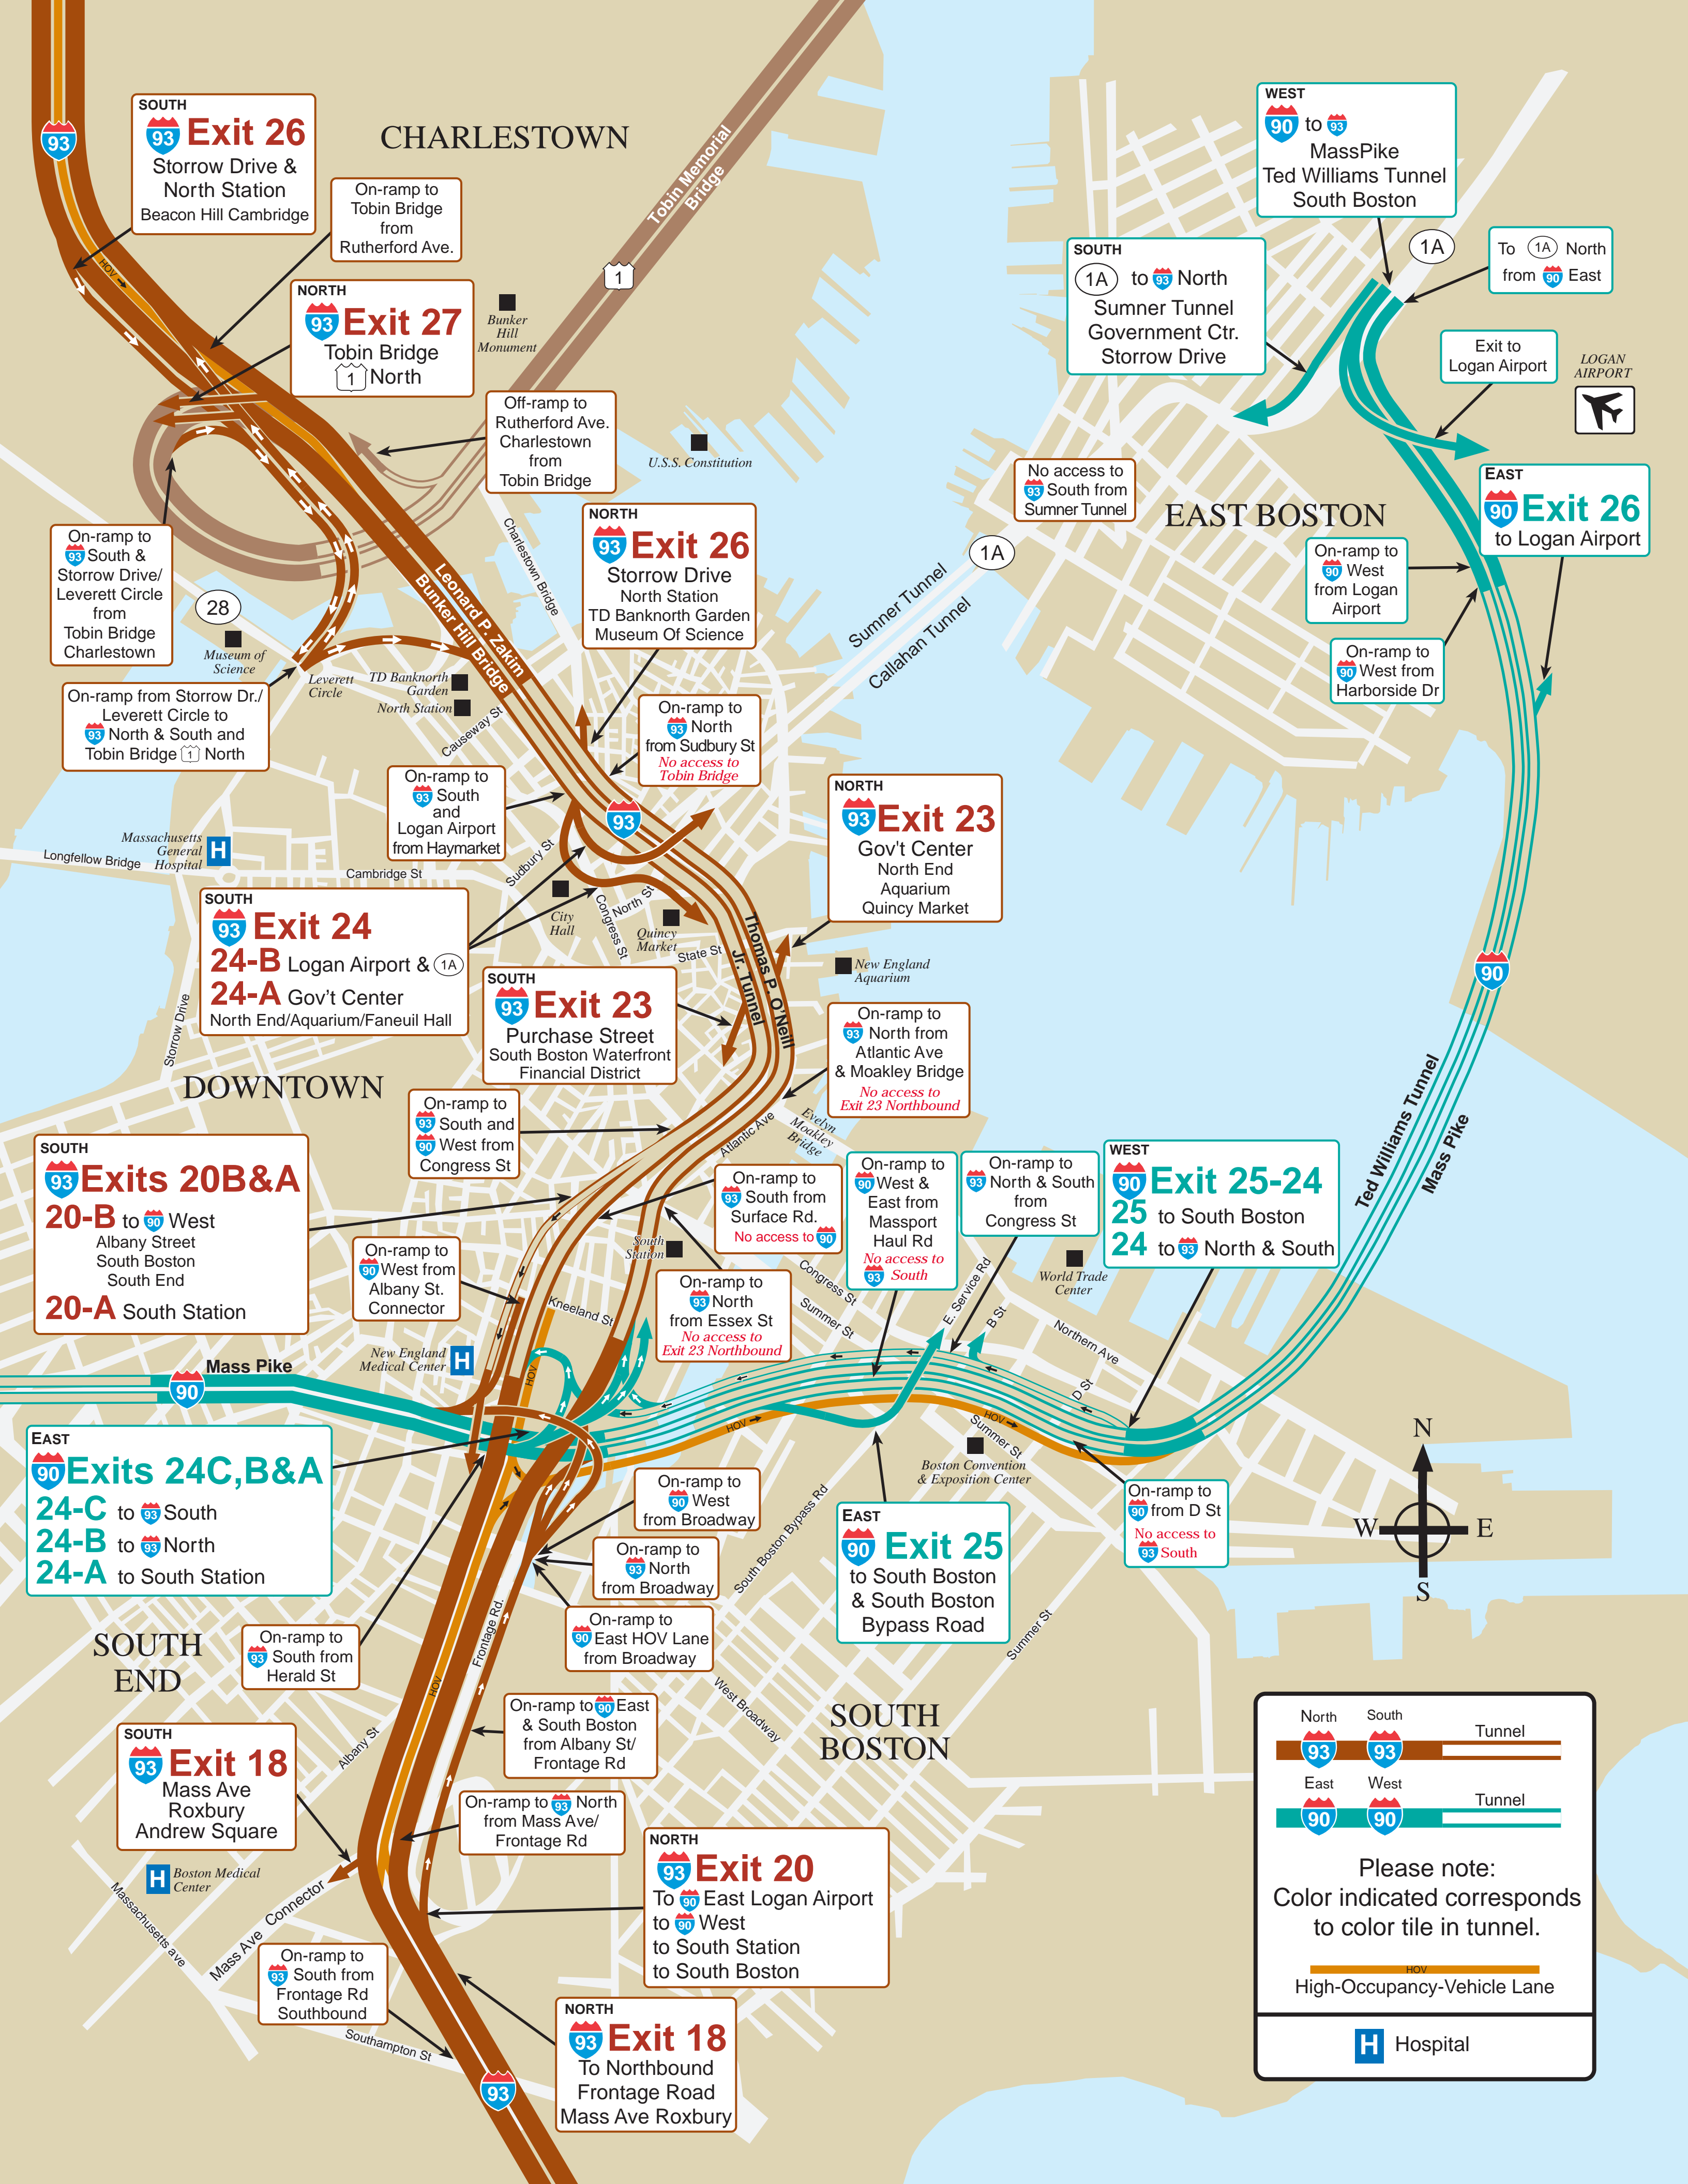 93
SOUTH
93 Exit 26
Storrow Drive &
North Station
Beacon Hill Cambridge
CHARLESTOWN
On-ramp to
Tobin Bridge
from
Rutherford Ave.
Tobin Memorial
Bridge
1
HOV
NORTH
93 Exit 27
Tobin Bridge
1 North
Bunker
Hill
Monument
Off-ramp to
Rutherford Ave.
Charlestown
from
Tobin Bridge
U.S.S. Constitution
WEST
90 to 93
MassPike
Ted Williams Tunnel
South Boston
1A
To 1A North
from 90 East
SOUTH
1A to 93 North
Sumner Tunnel
Government Ctr.
Storrow Drive
Exit to
Logan Airport
LOGAN
AIRPORT
No access to
93 South from
Sumner Tunnel
EAST BOSTON
EAST
90 Exit 26
to Logan Airport
On-ramp to
90 West
from Logan
Airport
On-ramp to
90 West from
Harborside Dr
1A
Sumner Tunnel
Callahan Tunnel
On-ramp to
93 South &
Storrow Drive/
Leverett Circle
from
Tobin Bridge
Charlestown
28
Museum of
Science
Leverett
Circle
Charlestown Bridge
NORTH
93 Exit 26
Storrow Drive
North Station
TD Banknorth Garden
Museum Of Science
Leonard P. Zakim
Bunker Hill Bridge
TD Banknorth
Garden
North Station
Causeway St
On-ramp from Storrow Dr./
Leverett Circle to
93 North & South and
Tobin Bridge 1 North
On-ramp to
93 North
from Sudbury St
No access to
Tobin Bridge
On-ramp to
93 South
and
Logan Airport
from Haymarket
93
NORTH
93 Exit 23
Gov't Center
North End
Aquarium
Quincy Market
Massachusetts
General
Hospital
H
Longfellow Bridge
Cambridge St
Sudbury St
City
Hall
Congress St
North St
Quincy
Market
State St
SOUTH
93 Exit 24
24-B Logan Airport & 1A
24-A Gov't Center
North End/Aquarium/Faneuil Hall
Thomas P. O'Neill
Jr. Tunnel
New England
Aquarium
SOUTH
93 Exit 23
Purchase Street
South Boston Waterfront
Financial District
Storrow Drive
On-ramp to
93 North from
Atlantic Ave
& Moakley Bridge
No access to
Exit 23 Northbound
DOWNTOWN
On-ramp to
93 South and
90 West from
Congress St
Atlantic Ave
Evelyn
Moakley
Bridge
90
Ted Williams Tunnel
Mass Pike
SOUTH
93 Exits 20B&A
20-B to 90 West
Albany Street
South Boston
South End
20-A South Station
On-ramp to
93 South from
Surface Rd.
No access to 90
On-ramp to
90 West &
East from
Massport
Haul Rd
No access to
93 South
On-ramp to
93 North & South
from
Congress St
WEST
90 Exit 25-24
25 to South Boston
24 to 93 North & South
On-ramp to
90 West from
Albany St.
Connector
South
Station
World Trade
Center
On-ramp to
93 North
from Essex St
No access to
Exit 23 Northbound
Kneeland St
Congress St
Summer St
E. Service Rd
B St
Northern Ave
D St
New England
Medical Center
H
Mass Pike
90
HOV
HOV
HOV
Summer St
Boston Convention
& Exposition Center
EAST
90 Exits 24C,B&A
24-C to 93 South
24-B to 93 North
24-A to South Station
On-ramp to
90 West
from Broadway
On-ramp to
93 North
from Broadway
On-ramp to
90 East HOV Lane
from Broadway
South Boston Bypass Rd
EAST
90 Exit 25
to South Boston
& South Boston
Bypass Road
On-ramp to
90 from D St
No access to
93 South
N
W
E
S
SOUTH
END
On-ramp to
93 South from
Herald St
Frontage Rd.
HOV
West Broadway
Summer St
SOUTH
BOSTON
On-ramp to 90 East
& South Boston
from Albany St/
Frontage Rd
Albany St
SOUTH
93 Exit 18
Mass Ave
Roxbury
Andrew Square
On-ramp to 93 North
from Mass Ave/
Frontage Rd
H
Boston Medical
Center
Massachusetts ave
Mass Ave Connector
NORTH
93 Exit 20
To 90 East Logan Airport
to 90 West
to South Station
to South Boston
On-ramp to
93 South from
Frontage Rd
Southbound
Southampton St
93
NORTH
93 Exit 18
To Northbound
Frontage Road
Mass Ave Roxbury
North South
93 93
Tunnel
East West
90 90
Tunnel
Please note:
Color indicated corresponds
to color tile in tunnel.
HOV
High-Occupancy-Vehicle Lane
H Hospital